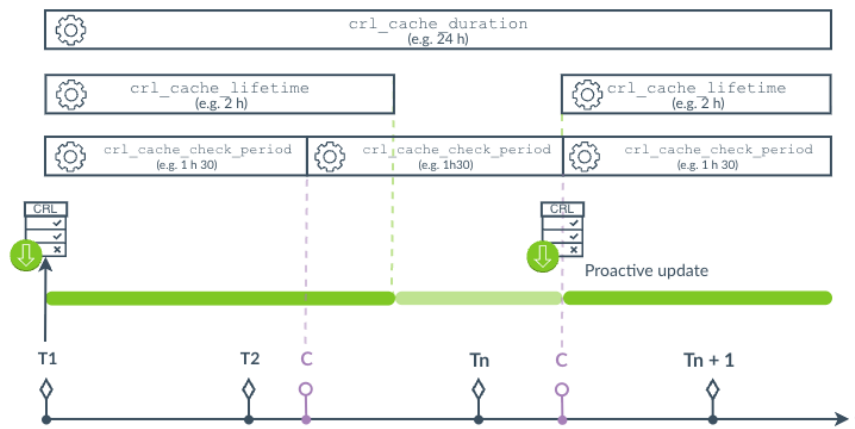 crl_cache_duration
(e.g. 24 h)
crl_cache_lifetime
(e.g. 2 h)
crl_cache_lifetime
(e.g. 2 h)
crl_cache_check_period
(e.g. 1 h 30)
crl_cache_check_period
(e.g. 1h30)
crl_cache_check_period
(e.g. 1 h 30)
CRL
CRL
Proactive update
T1
T2
C
Tn
C
Tn + 1